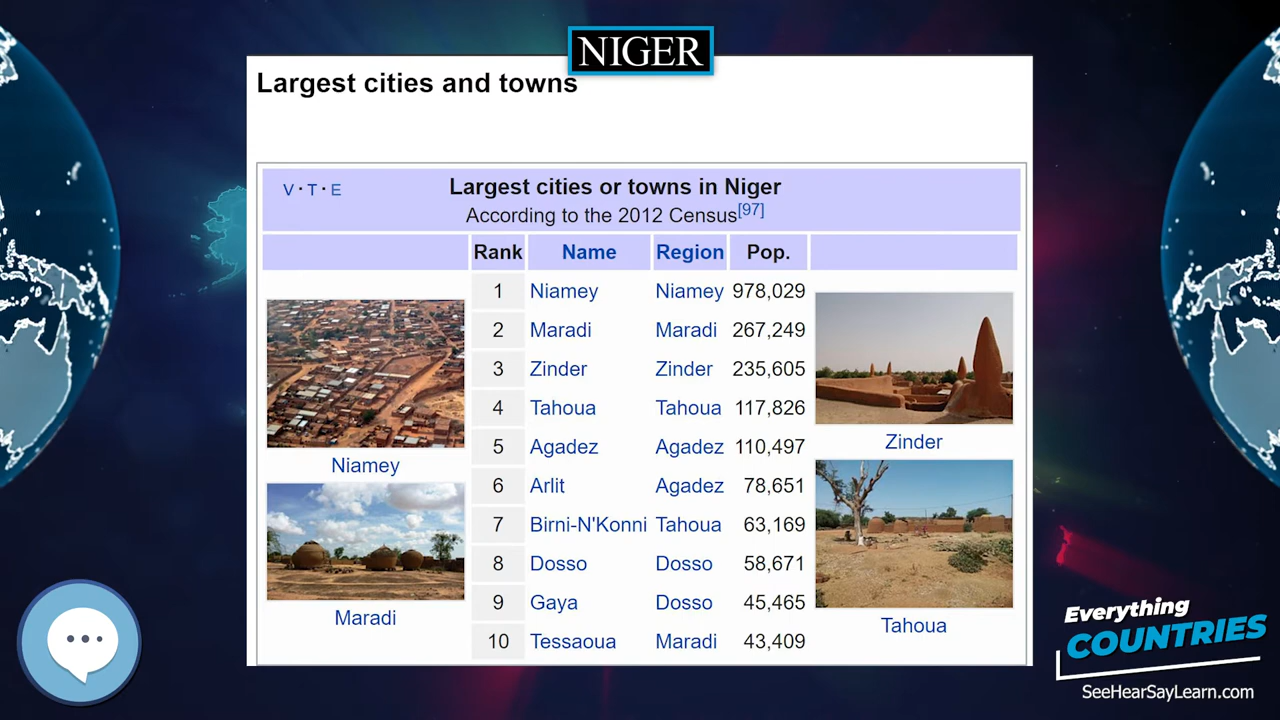 NIGER
Largest cities and towns
V · T · E
Largest cities or towns in Niger
According to the 2012 Census[97]
Rank Name Region Pop.
1 Niamey Niamey 978,029
2 Maradi Maradi 267,249
3 Zinder Zinder 235,605
4 Tahoua Tahoua 117,826
5 Agadez Agadez 110,497
6 Arlit Agadez 78,651
7 Birni-N'Konni Tahoua 63,169
8 Dosso Dosso 58,671
9 Gaya Dosso 45,465
10 Tessaoua Maradi 43,409
Niamey
Maradi
Zinder
Tahoua
Everything
COUNTRIES
SeeHearSayLearn.com